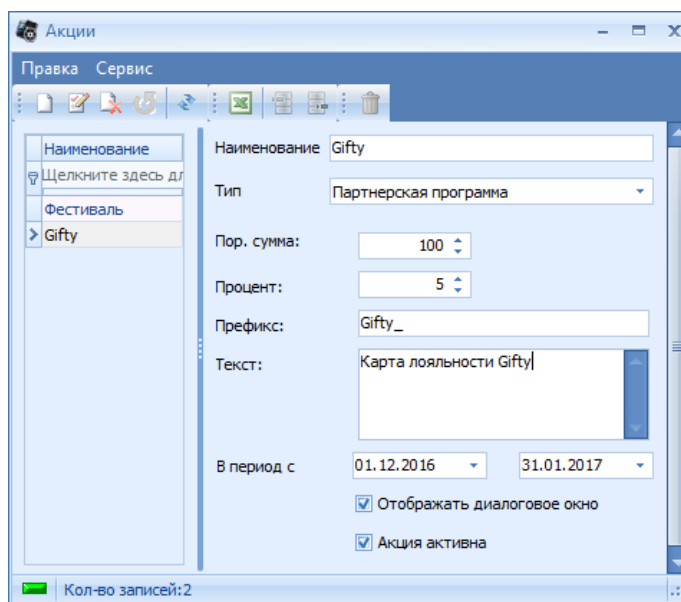 Акции
Правка Сервис
Наименование
Щелкните здесь дл
Фестиваль
Gifty
Наименование Gifty
Тип Партнерская программа
Пор. сумма: 100
Процент: 5
Префикс: Gifty_
Текст: Карта лояльности Gifty
В период с 01.12.2016 31.01.2017
Отображать диалоговое окно
Акция активна
Кол-во записей:2